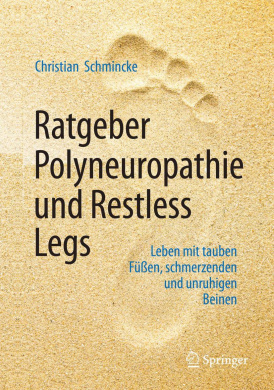 Christian Schmincke
Ratgeber
Polyneuropathie
und Restless
Legs
Leben mit tauben
Füßen, schmerzenden
und unruhigen
Beinen
Springer